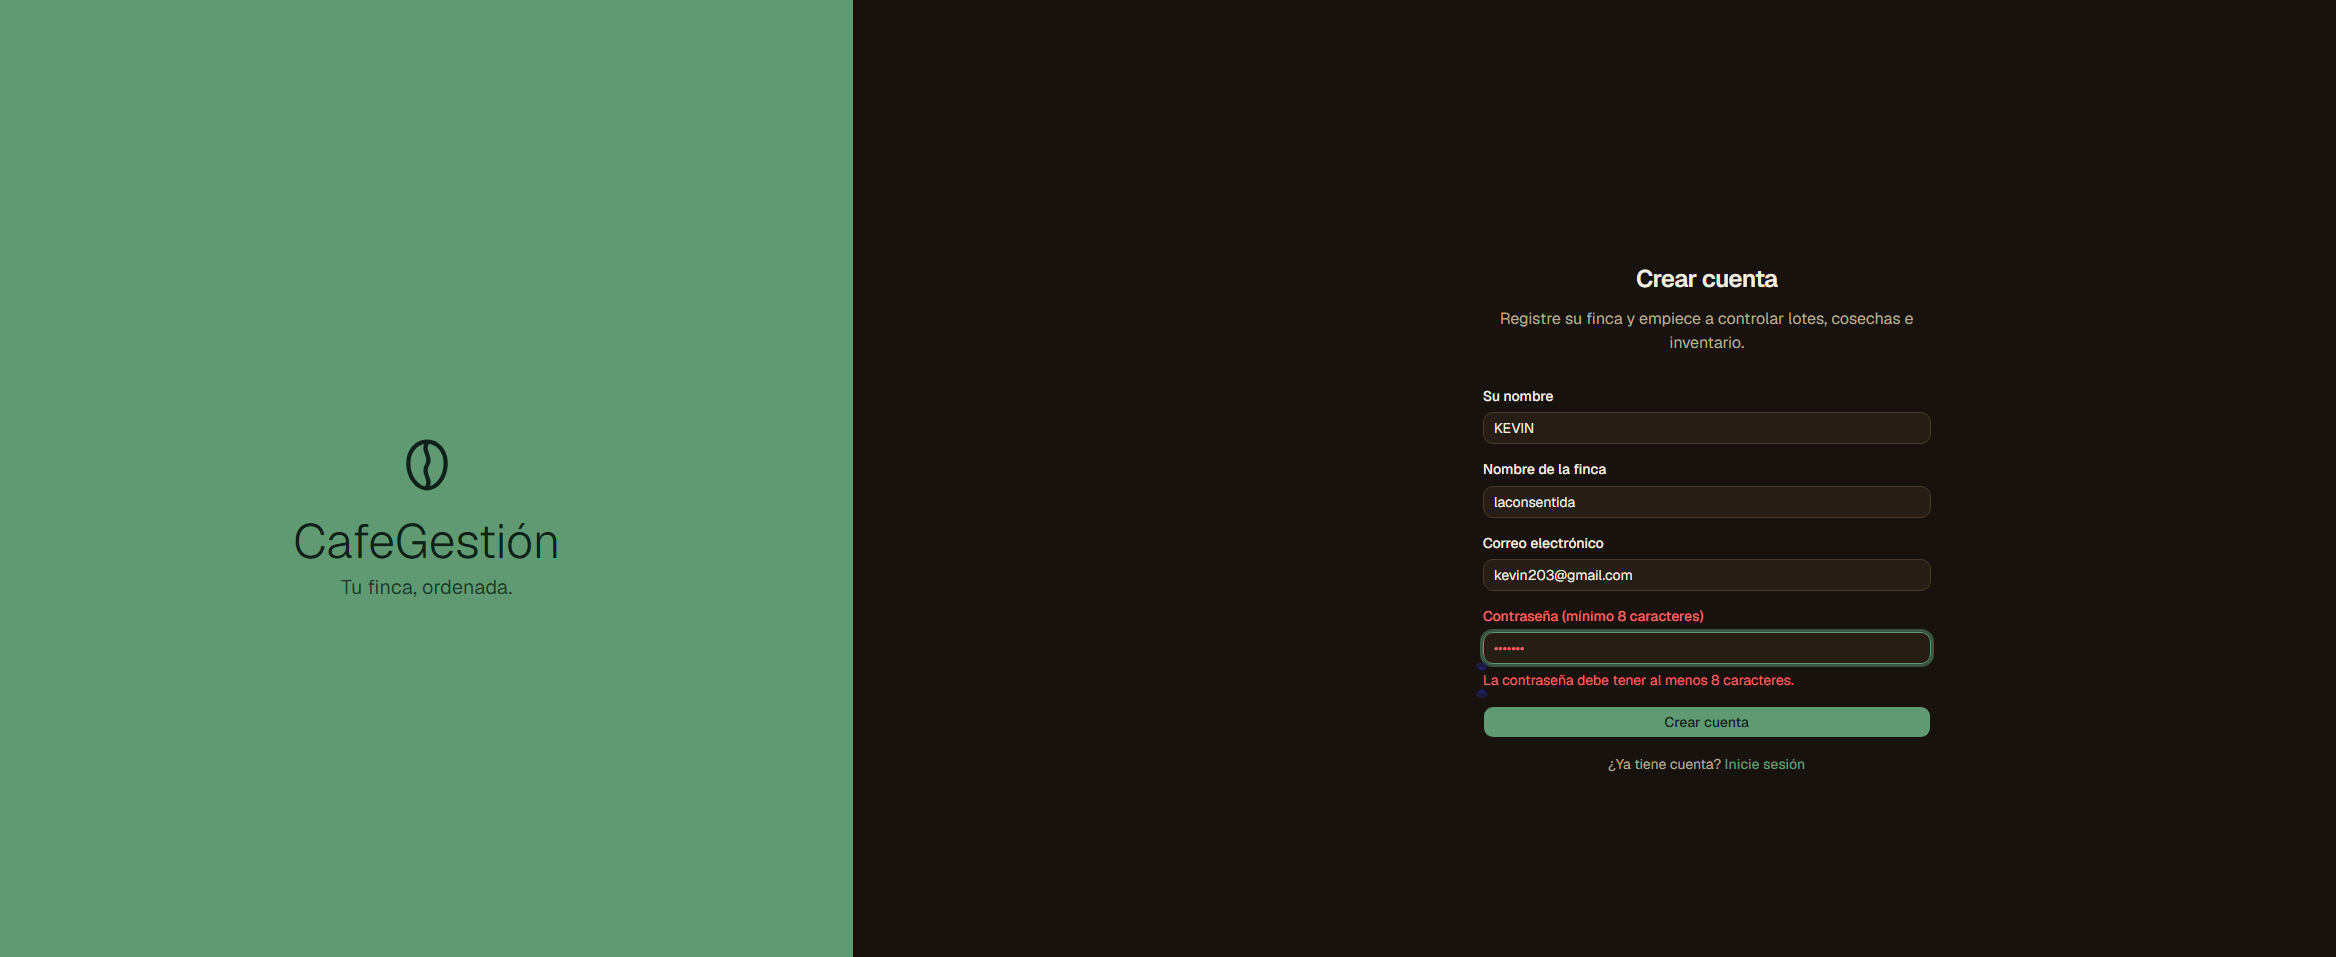 CafeGestión
Tu finca, ordenada.
Crear cuenta
Registre su finca y empiece a controlar lotes, cosechas e
inventario.
Su nombre
KEVIN
Nombre de la finca
laconsentida
Correo electrónico
kevin203@gmail.com
Contraseña (mínimo 8 caracteres)
•••••••
La contraseña debe tener al menos 8 caracteres.
Crear cuenta
¿Ya tiene cuenta? Inicie sesión